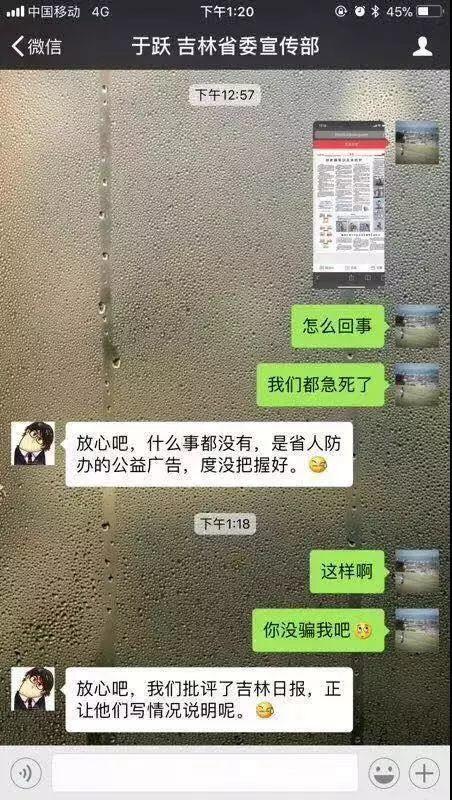 中国移动 4G 下午1:20 45%
微信 于跃 吉林省委宣传部
下午12:57
怎么回事
我们都急死了
放心吧，什么事都没有，是省人防
办的公益广告，度没把握好。
下午1:18
这样啊
你没骗我吧
放心吧，我们批评了吉林日报，正
让他们写情况说明呢。